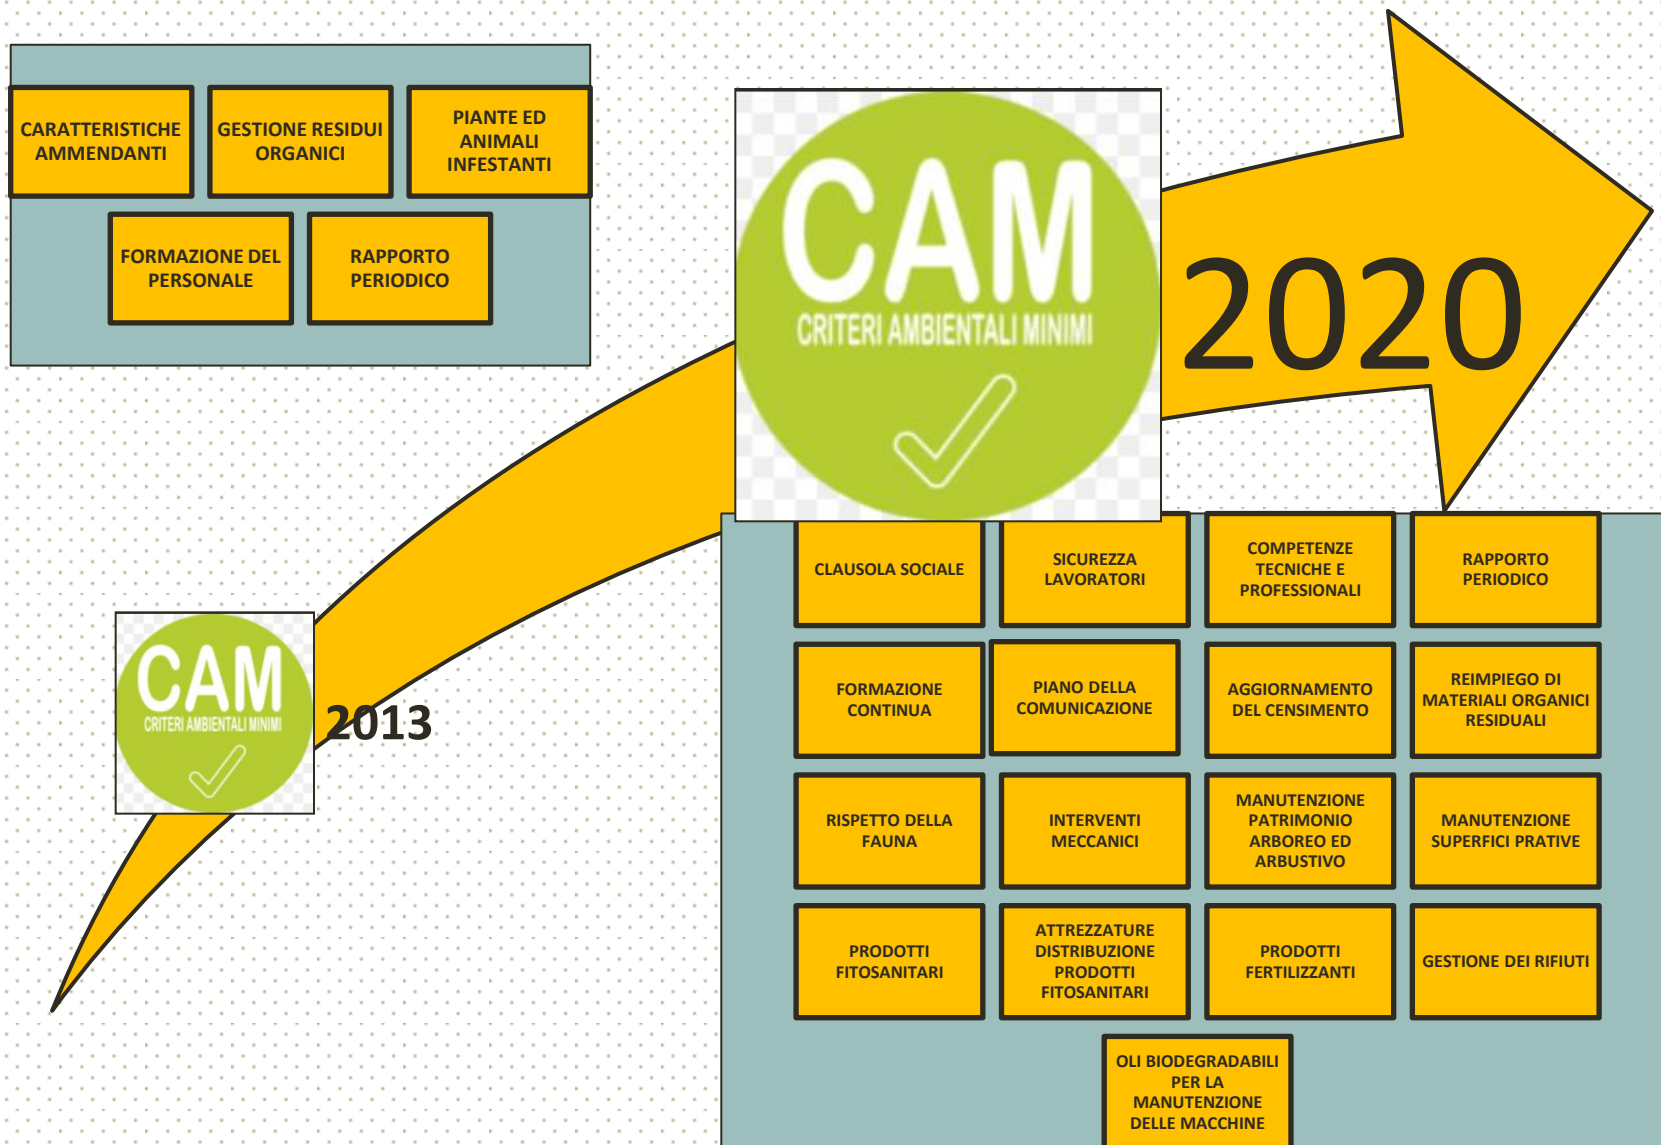 CARATTERISTICHE
AMMENDANTI
GESTIONE RESIDUI
ORGANICI
PIANTE ED
ANIMALI
INFESTANTI
FORMAZIONE DEL
PERSONALE
RAPPORTO
PERIODICO
CAM
CRITERI AMBIENTALI MINIMI
2020
CAM
CRITERI AMBIENTALI MINIMI
2013
CLAUSOLA SOCIALE
SICUREZZA
LAVORATORI
COMPETENZE
TECNICHE E
PROFESSIONALI
RAPPORTO
PERIODICO
FORMAZIONE
CONTINUA
PIANO DELLA
COMUNICAZIONE
AGGIORNAMENTO
DEL CENSIMENTO
REIMPIEGO DI
MATERIALI ORGANICI
RESIDUALI
RISPETTO DELLA
FAUNA
INTERVENTI
MECCANICI
MANUTENZIONE
PATRIMONIO
ARBOREO ED
ARBUSTIVO
MANUTENZIONE
SUPERFICI PRATIVE
PRODOTTI
FITOSANITARI
ATTREZZATURE
DISTRIBUZIONE
PRODOTTI
FITOSANITARI
PRODOTTI
FERTILIZZANTI
GESTIONE DEI RIFIUTI
OLI BIODEGRADABILI
PER LA
MANUTENZIONE
DELLE MACCHINE